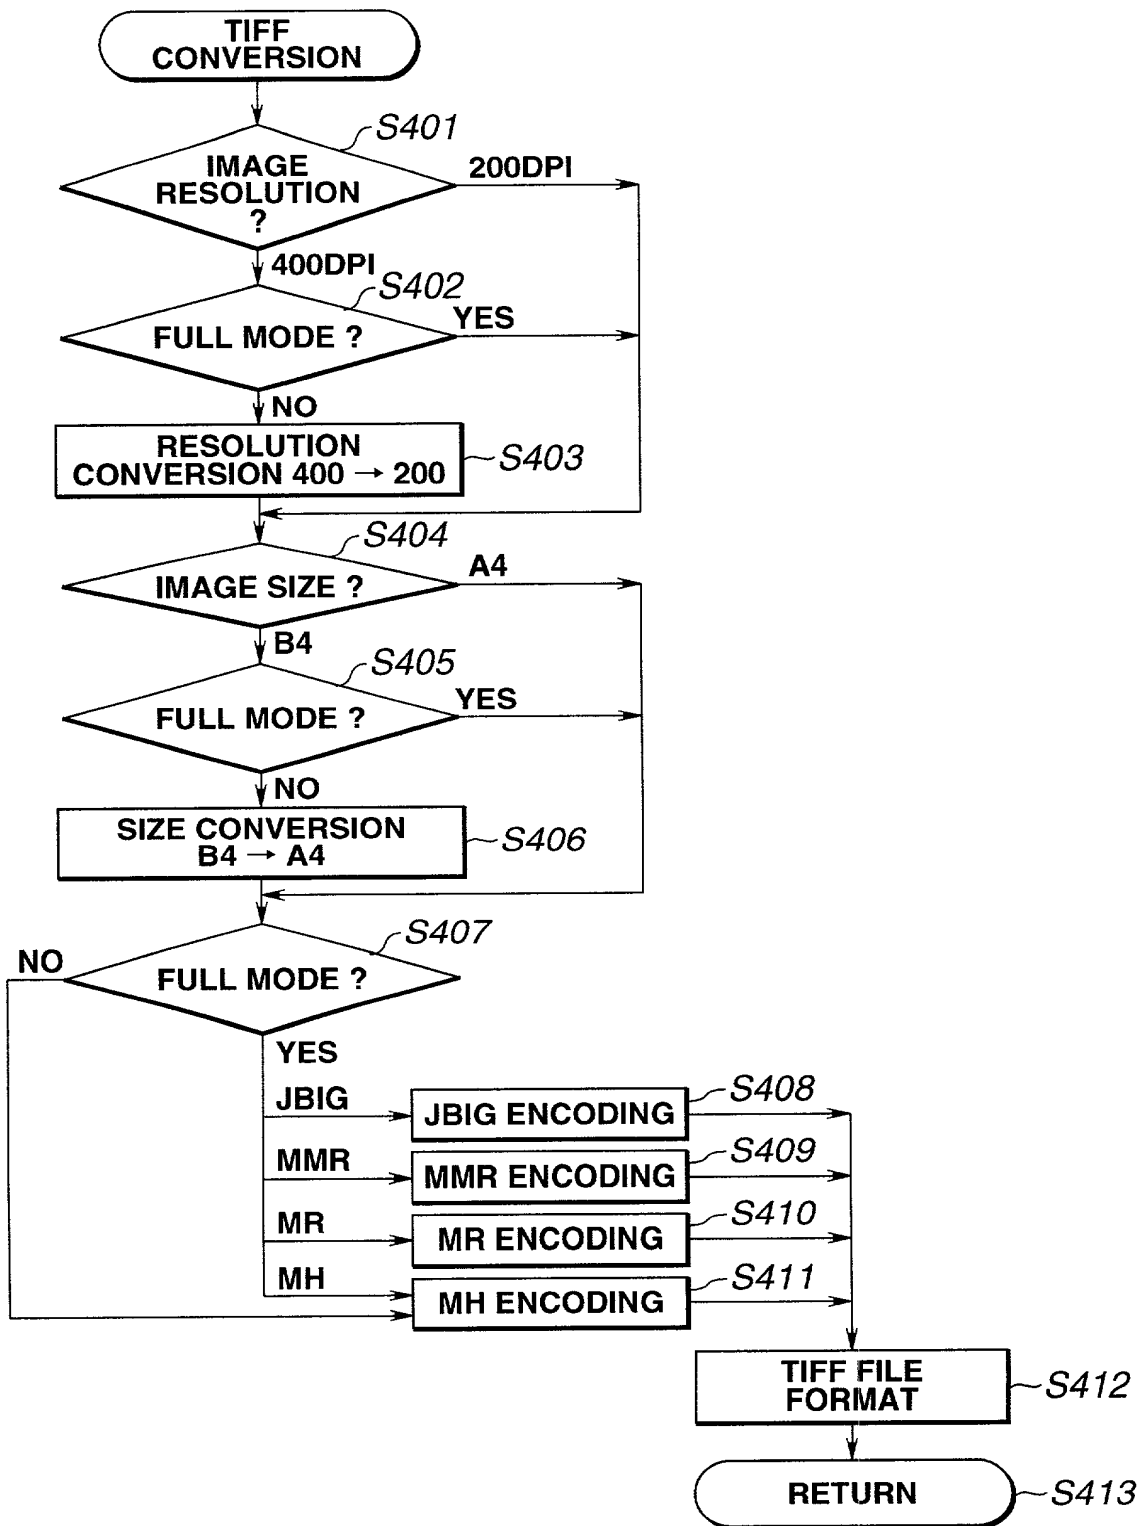 TIFF
CONVERSION
S401
IMAGE
RESOLUTION
?
200DPI
400DPI
S402
FULL MODE ?
YES
NO
RESOLUTION
CONVERSION 400 → 200
S403
S404
IMAGE SIZE ?
A4
B4
S405
FULL MODE ?
YES
NO
SIZE CONVERSION
B4 → A4
S406
S407
NO
FULL MODE ?
YES
JBIG
JBIG ENCODING
S408
MMR
MMR ENCODING
S409
MR
MR ENCODING
S410
MH
MH ENCODING
S411
TIFF FILE
FORMAT
S412
RETURN
S413